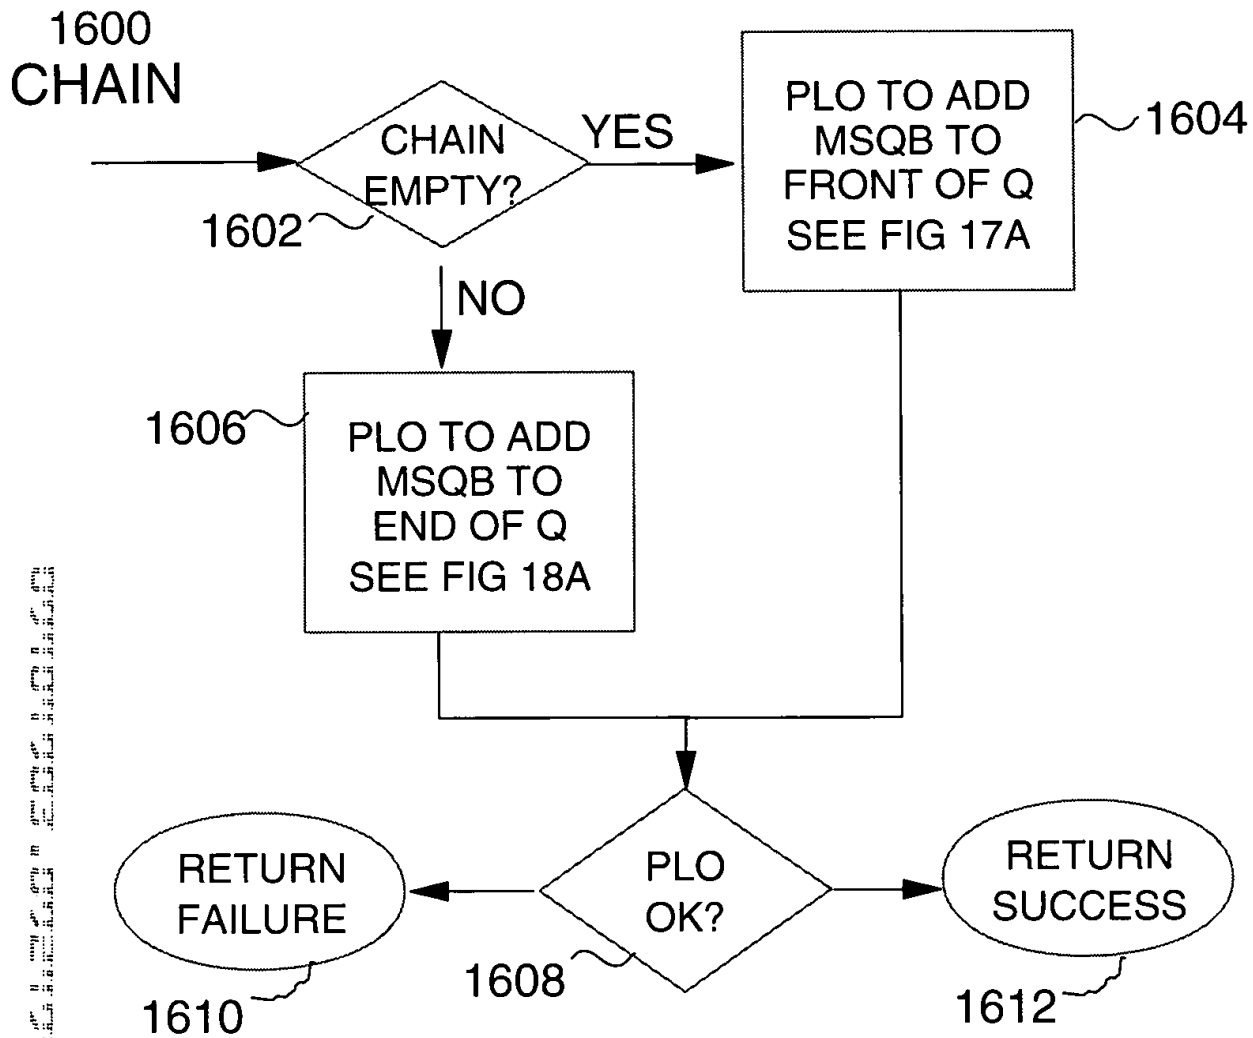 1600
CHAIN
CHAIN
EMPTY?
YES
1602
PLO TO ADD
MSQB TO
FRONT OF Q
SEE FIG 17A
1604
NO
1606
PLO TO ADD
MSQB TO
END OF Q
SEE FIG 18A
PLO
OK?
1608
RETURN
FAILURE
1610
RETURN
SUCCESS
1612